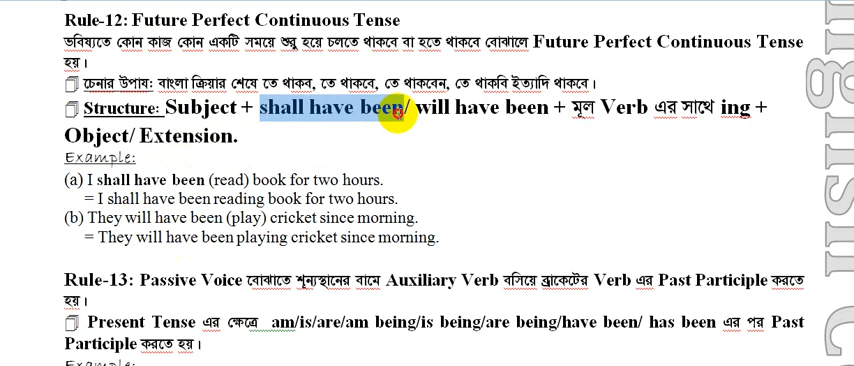 Rule-12: Future Perfect Continuous Tense
ভবিষ্যতে কোন কাজ কোন একটি সময়ে শুরু হয়ে চলতে থাকবে বা হতে থাকবে বোঝালে Future Perfect Continuous Tense
হয়।
চেনার উপায়: বাংলা ক্রিয়ার শেষে তে থাকব, তে থাকবে, তে থাকবেন, তে থাকবি ইত্যাদি থাকবে।
Structure: Subject + shall have been/ will have been + মূল Verb এর সাথে ing +
Object/ Extension.
Example:
(a) I shall have been (read) book for two hours.
= I shall have been reading book for two hours.
(b) They will have been (play) cricket since morning.
= They will have been playing cricket since morning.
Rule-13: Passive Voice বোঝাতে শূন্যস্থানের বামে Auxiliary Verb বসিয়ে ব্রাকেটের Verb এর Past Participle করতে
হয়।
Present Tense এর ক্ষেত্রে am/is/are/am being/is being/are being/have been/ has been এর পর Past
Participle করতে হয়।
Example: